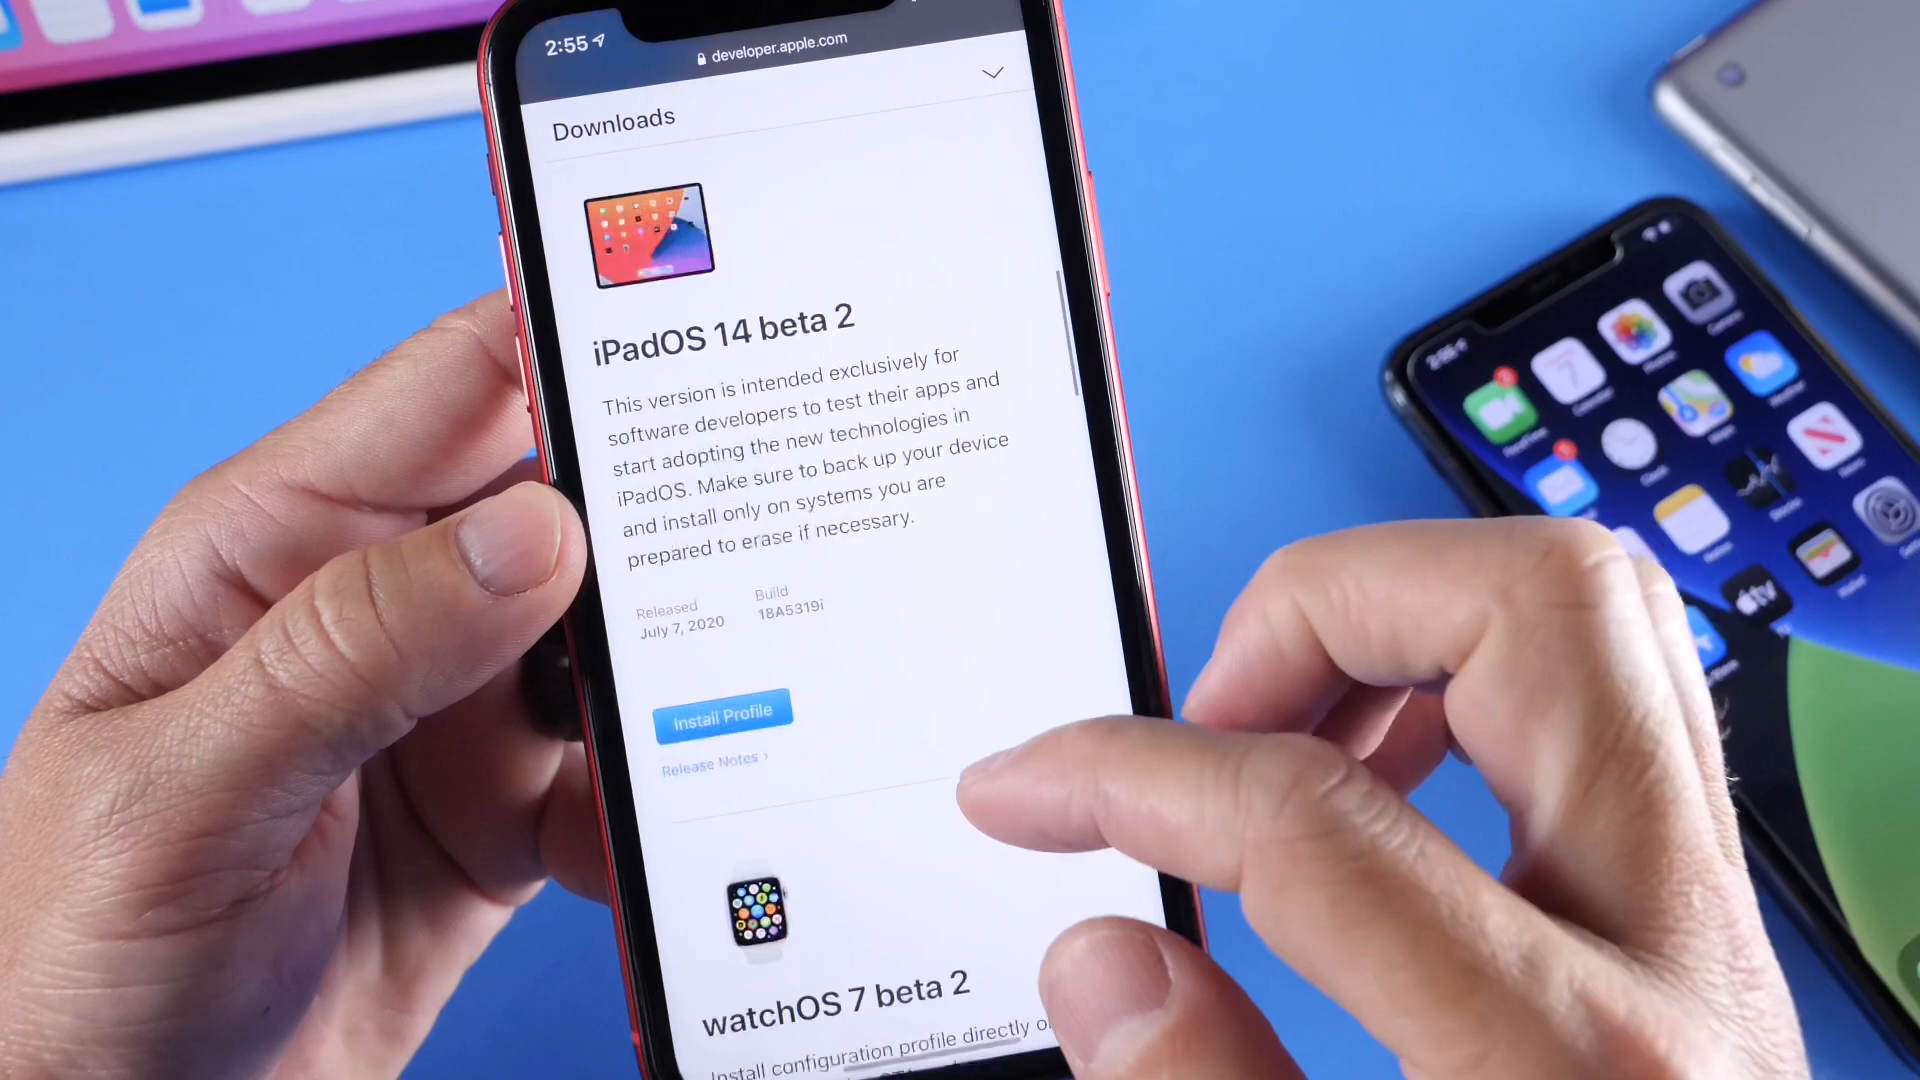 2:55
developer.apple.com
Downloads
iPadOS 14 beta 2
This version is intended exclusively for
software developers to test their apps and
start adopting the new technologies in
iPadOS. Make sure to back up your device
and install only on systems you are
prepared to erase if necessary.
Released
July 7, 2020
Build
18A5319i
Install Profile
Release Notes ›
watchOS 7 beta 2
Install configuration profile directly
7
tv